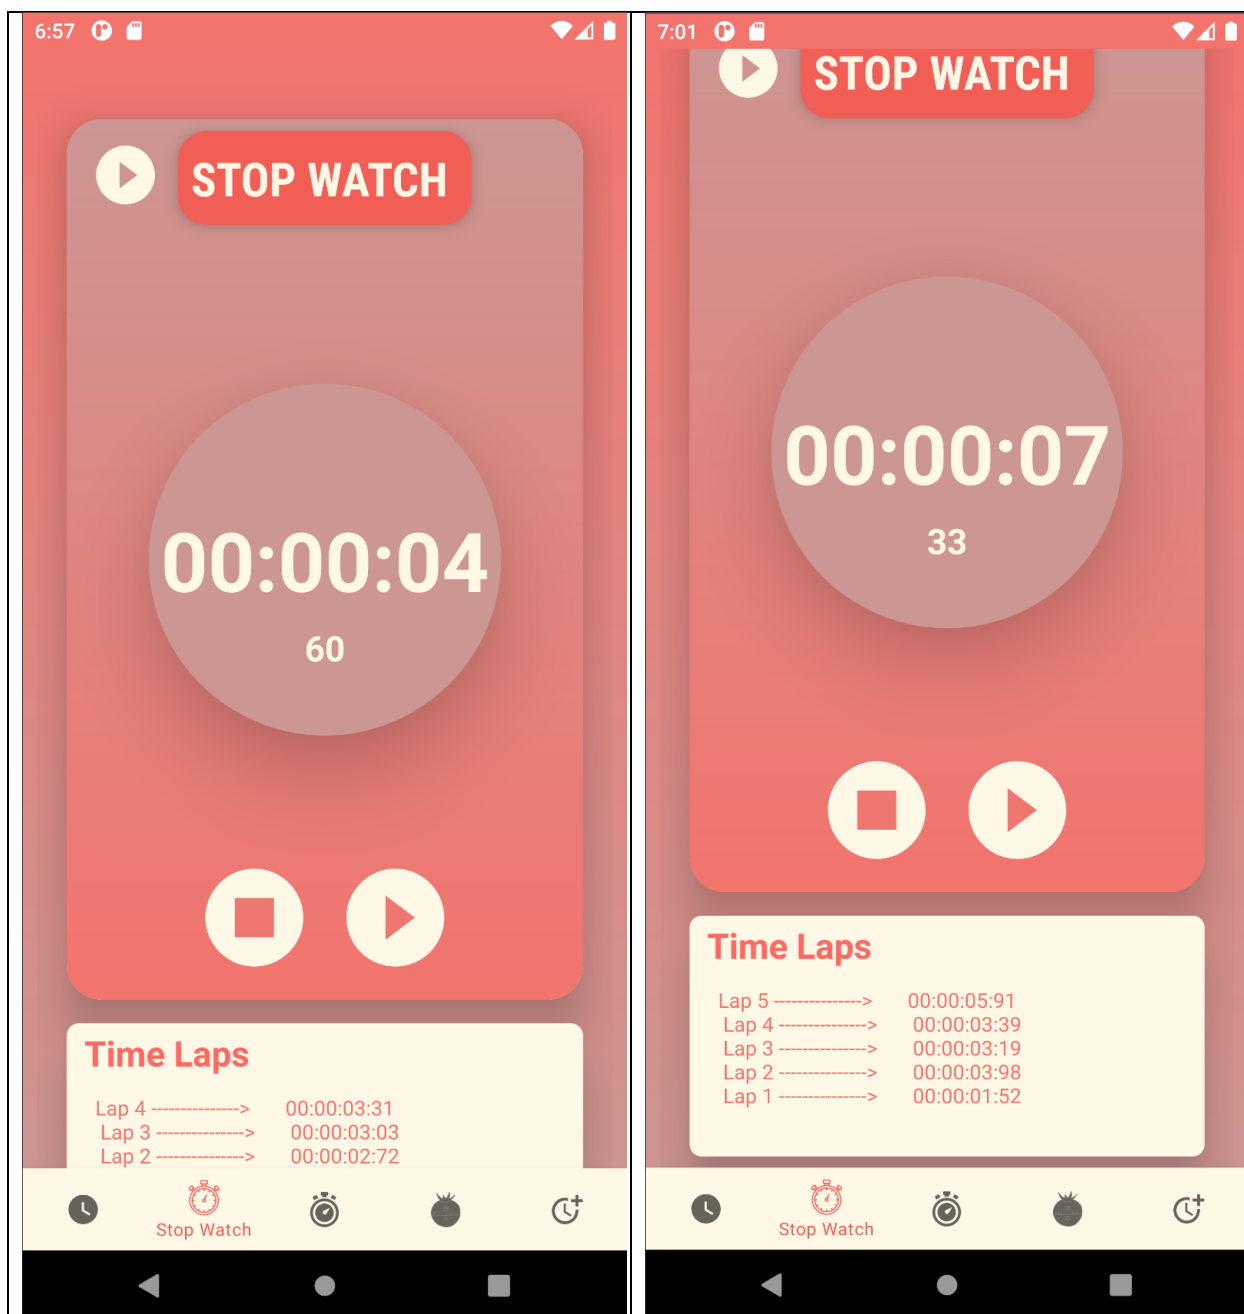 6:57
STOP WATCH
00:00:04
60
Time Laps
Lap 4 ---------------> 00:00:03:31
Lap 3 ---------------> 00:00:03:03
Lap 2 ---------------> 00:00:02:72
Stop Watch
7:01
STOP WATCH
00:00:07
33
Time Laps
Lap 5 ---------------> 00:00:05:91
Lap 4 ---------------> 00:00:03:39
Lap 3 ---------------> 00:00:03:19
Lap 2 ---------------> 00:00:03:98
Lap 1 ---------------> 00:00:01:52
Stop Watch